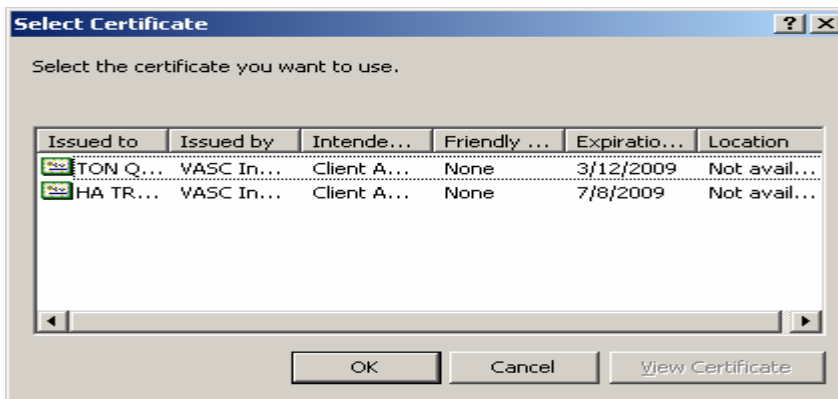 Select Certificate
Select the certificate you want to use.
Issued to Issued by Intende... Friendly ... Expiratio... Location
TON Q... VASC In... Client A... None 3/12/2009 Not avail...
HA TR... VASC In... Client A... None 7/8/2009 Not avail...
OK Cancel View Certificate